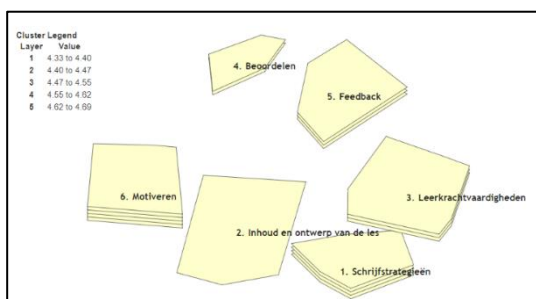 Cluster Legend
Layer Value
1 4.33 to 4.40
2 4.40 to 4.47
3 4.47 to 4.55
4 4.55 to 4.62
5 4.62 to 4.69
4. Beoordelen
5. Feedback
6. Motiveren
3. Leerkrachtvaardigheden
2. Inhoud en ontwerp van de les
1. Schrijfstrategieën